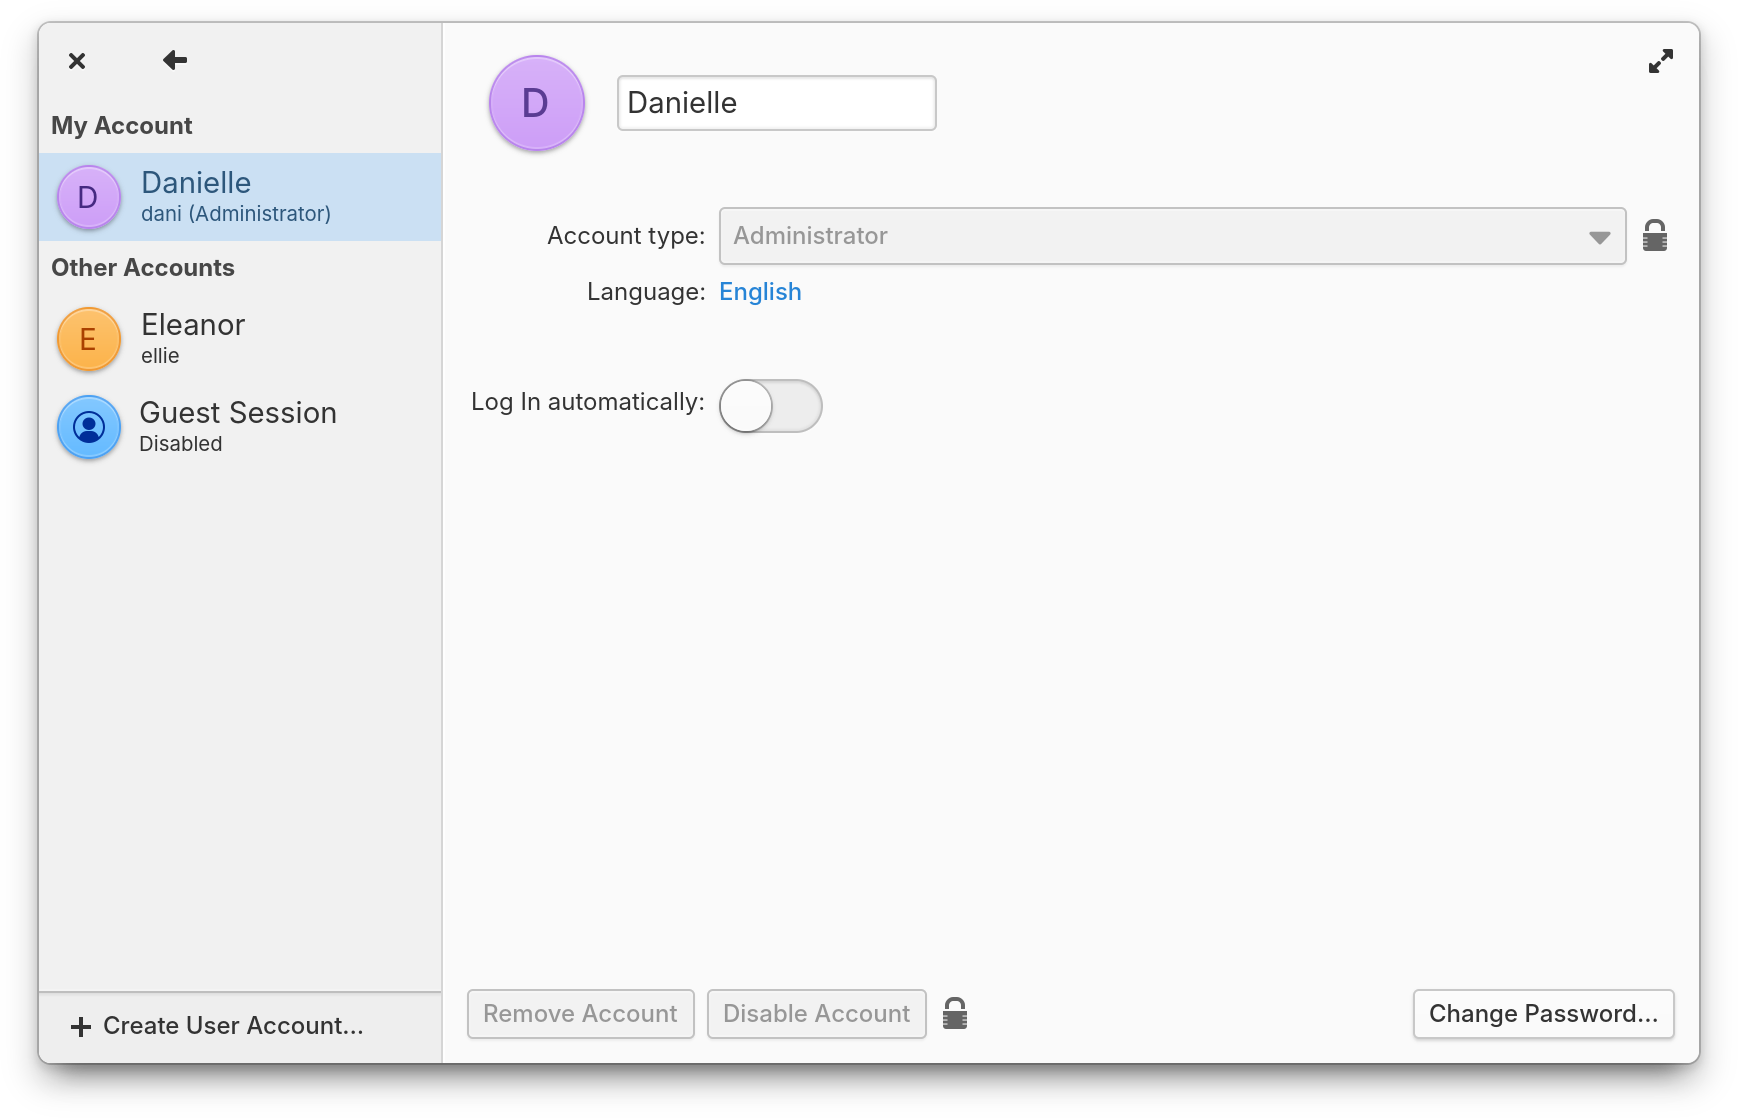 My Account
D
Danielle
dani (Administrator)
Other Accounts
E
Eleanor
ellie
Guest Session
Disabled
Create User Account...
D
Danielle
Account type: Administrator
Language: English
Log In automatically:
Remove Account
Disable Account
Change Password...